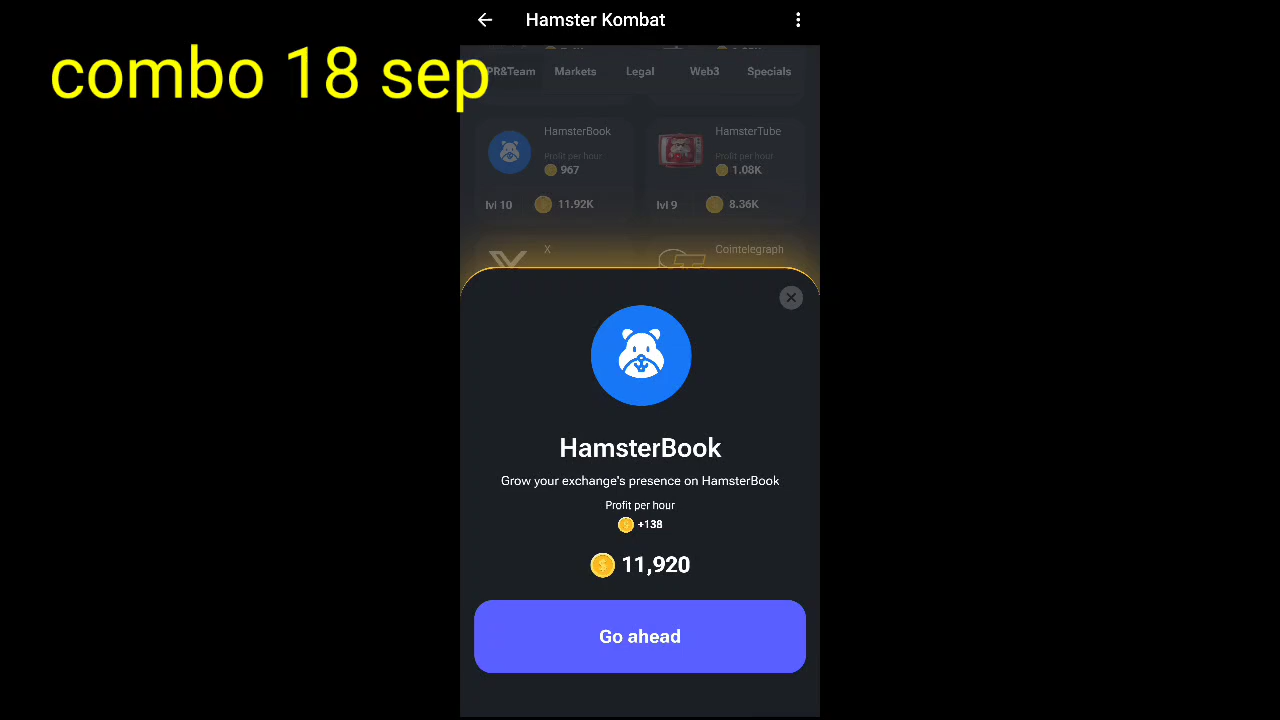 Hamster Kombat
combo 18 sep
PR&Team Markets Legal Web3 Specials
HamsterBook HamsterTube
Profit per hour Profit per hour
967 1.08K
lvl 10 11.92K lvl 9 8.36K
X Cointelegraph
HamsterBook
Grow your exchange's presence on HamsterBook
Profit per hour
+138
11,920
Go ahead